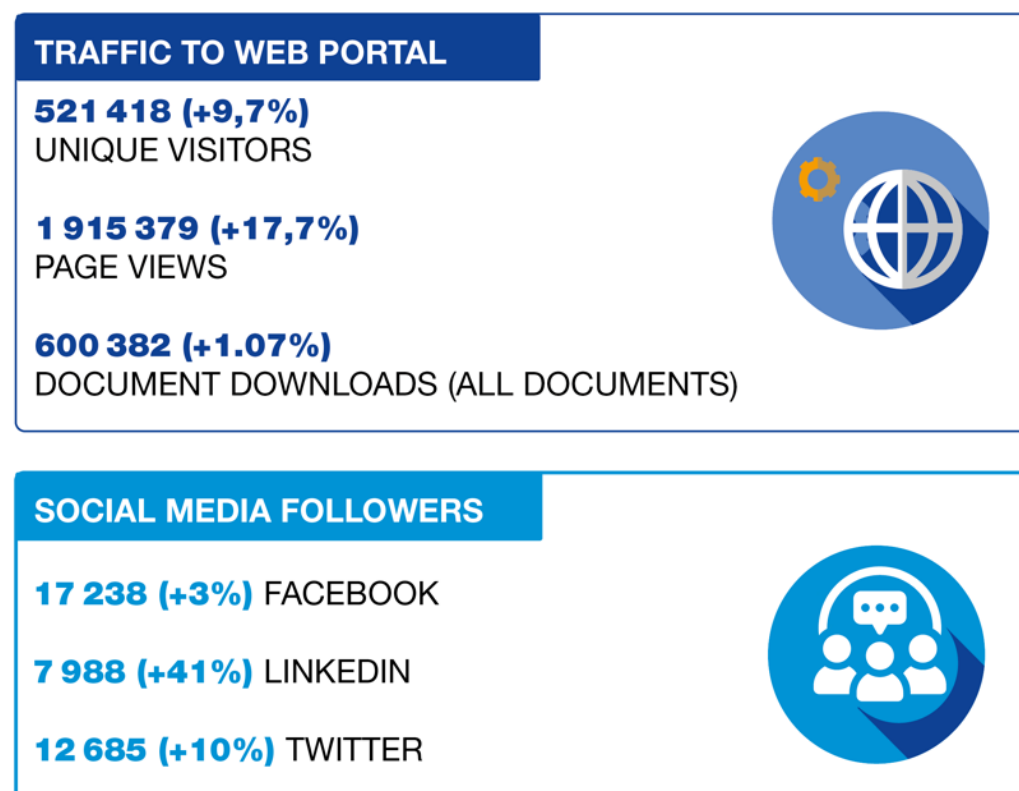 TRAFFIC TO WEB PORTAL
521 418 (+9,7%)
UNIQUE VISITORS
1 915 379 (+17,7%)
PAGE VIEWS
600 382 (+1.07%)
DOCUMENT DOWNLOADS (ALL DOCUMENTS)
SOCIAL MEDIA FOLLOWERS
17 238 (+3%) FACEBOOK
7 988 (+41%) LINKEDIN
12 685 (+10%) TWITTER